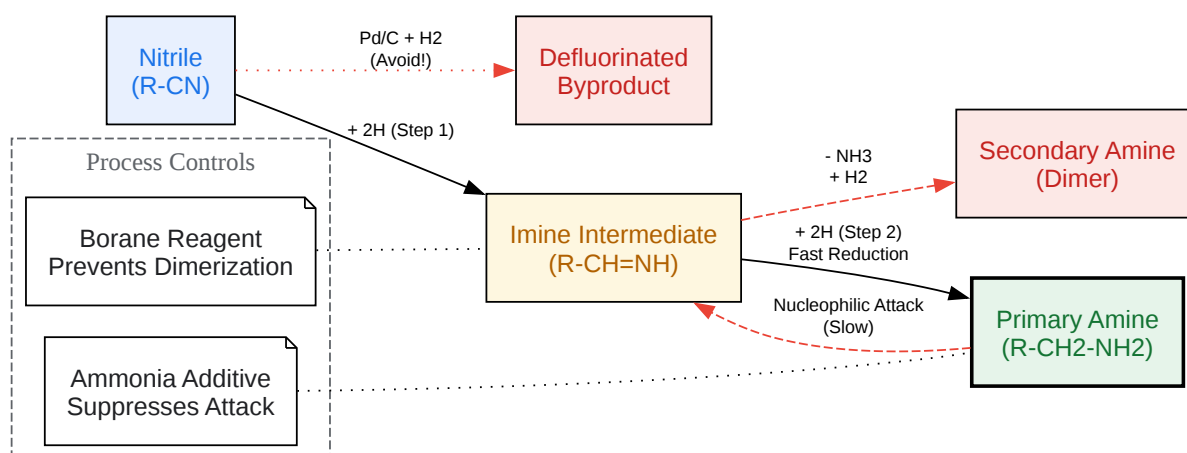 Nitrile
(R-CN)
Pd/C + H2
(Avoid!)
Defluorinated
Byproduct
+ 2H (Step 1)
Process Controls
Borane Reagent
Prevents Dimerization
Ammonia Additive
Suppresses Attack
Imine Intermediate
(R-CH=NH)
- NH3
+ H2
Secondary Amine
(Dimer)
+ 2H (Step 2)
Fast Reduction
Nucleophilic Attack
(Slow)
Primary Amine
(R-CH2-NH2)